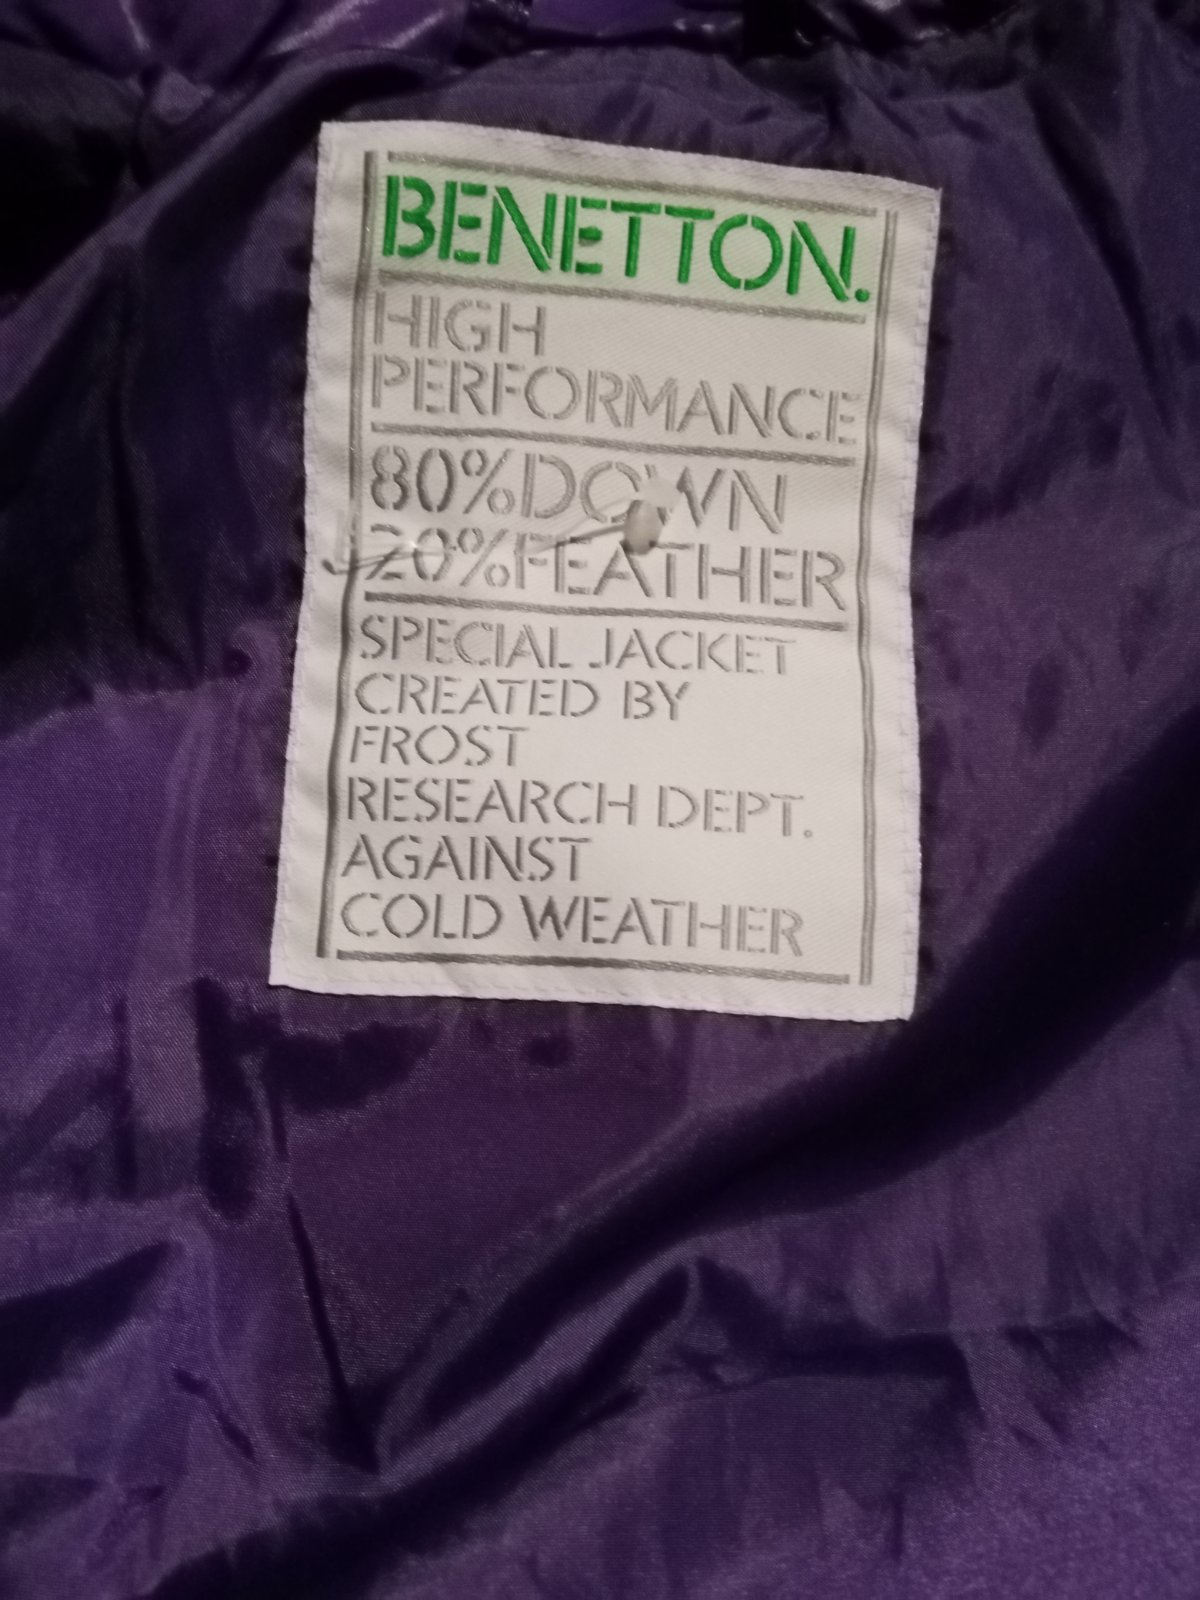 BENETTON.
HIGH
PERFORMANCE
80%DOWN
20%FEATHER
SPECIAL JACKET
CREATED BY
FROST
RESEARCH DEPT.
AGAINST
COLD WEATHER